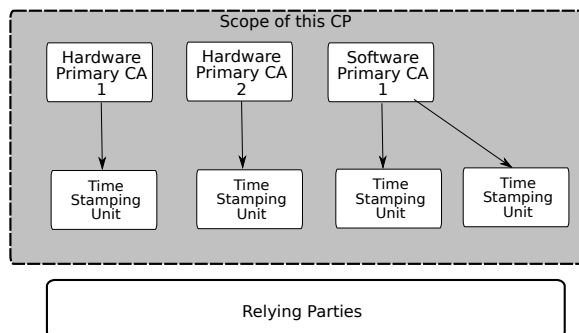 Scope of this CP
Hardware
Primary CA
1
Hardware
Primary CA
2
Software
Primary CA
1
Time
Stamping
Unit
Time
Stamping
Unit
Time
Stamping
Unit
Time
Stamping
Unit
Relying Parties